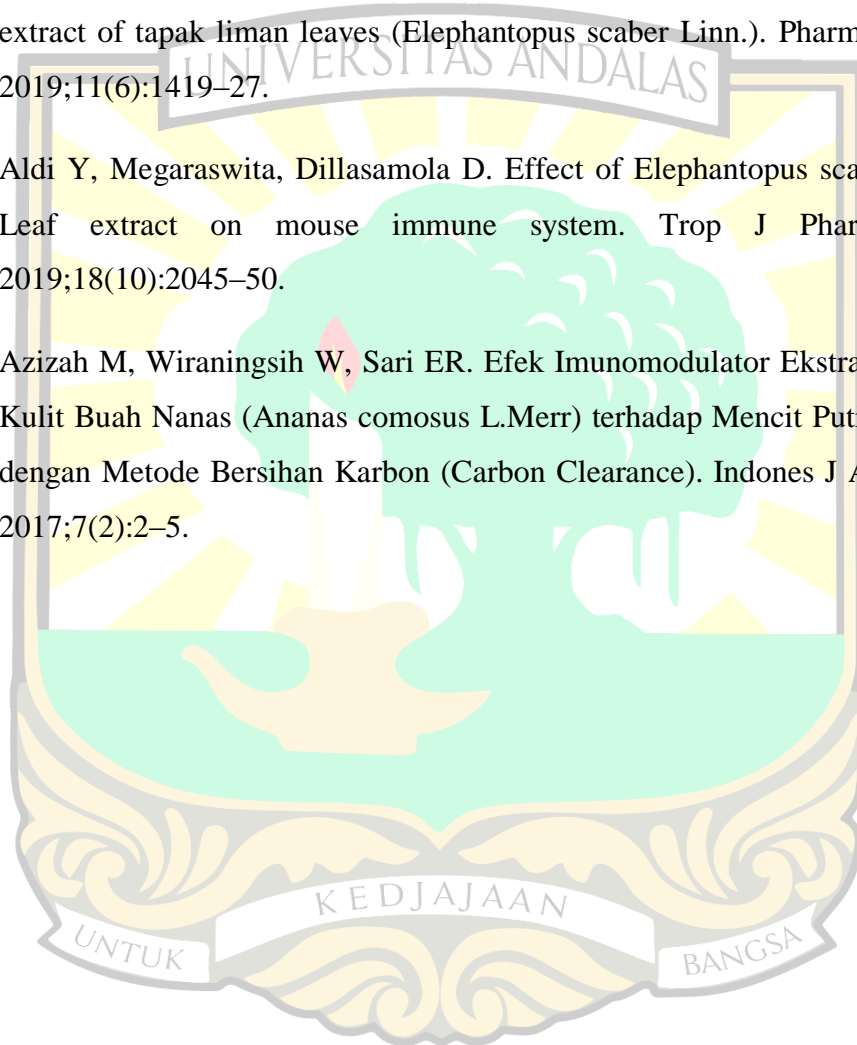 extract of tapak liman leaves (Elephantopus scaber Linn.). Pharm
UNIVERSITAS ANDALAS
2019;11(6):1419–27.
Aldi Y, Megaraswita, Dillasamola D. Effect of Elephantopus sca
Leaf extract on mouse immune system. Trop J Phar
2019;18(10):2045–50.
Azizah M, Wiraningsih W, Sari ER. Efek Imunomodulator Ekstra
Kulit Buah Nanas (Ananas comosus L.Merr) terhadap Mencit Put
dengan Metode Bersihan Karbon (Carbon Clearance). Indones J A
2017;7(2):2–5.
KEDJAJAAN
UNTUK
BANGSA